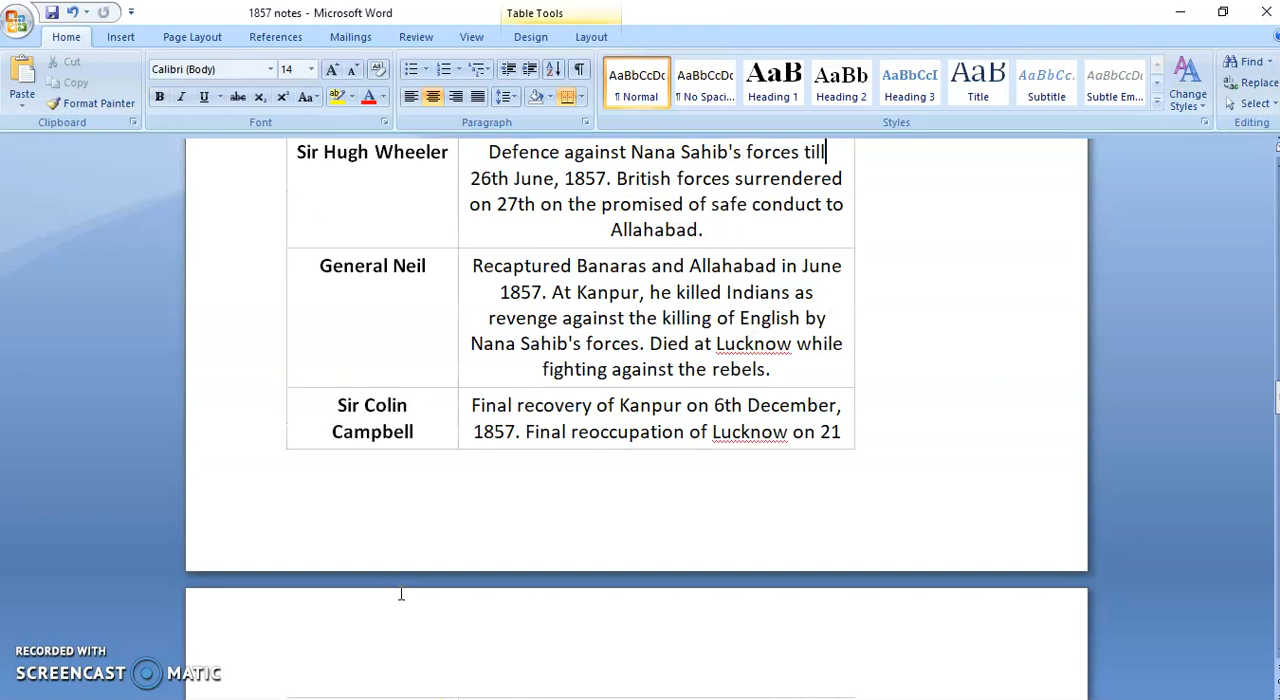 1857 notes - Microsoft Word
Table Tools
Home Insert Page Layout References Mailings Review View Design Layout
Paste
Cut
Copy
Format Painter
Clipboard
Calibri (Body) 14
Font
Paragraph
AaBbCcDc AaBbCcDc AaB AaBb AaBbCcI AaB AaBbCc. AaBbCcDc
¶ Normal ¶ No Spaci... Heading 1 Heading 2 Heading 3 Title Subtitle Subtle Em...
Change
Styles
Styles
Find
Replace
Select
Editing
Sir Hugh Wheeler
Defence against Nana Sahib's forces till
26th June, 1857. British forces surrendered
on 27th on the promised of safe conduct to
Allahabad.
General Neil
Recaptured Banaras and Allahabad in June
1857. At Kanpur, he killed Indians as
revenge against the killing of English by
Nana Sahib's forces. Died at Lucknow while
fighting against the rebels.
Sir Colin
Campbell
Final recovery of Kanpur on 6th December,
1857. Final reoccupation of Lucknow on 21
RECORDED WITH
SCREENCAST MATIC